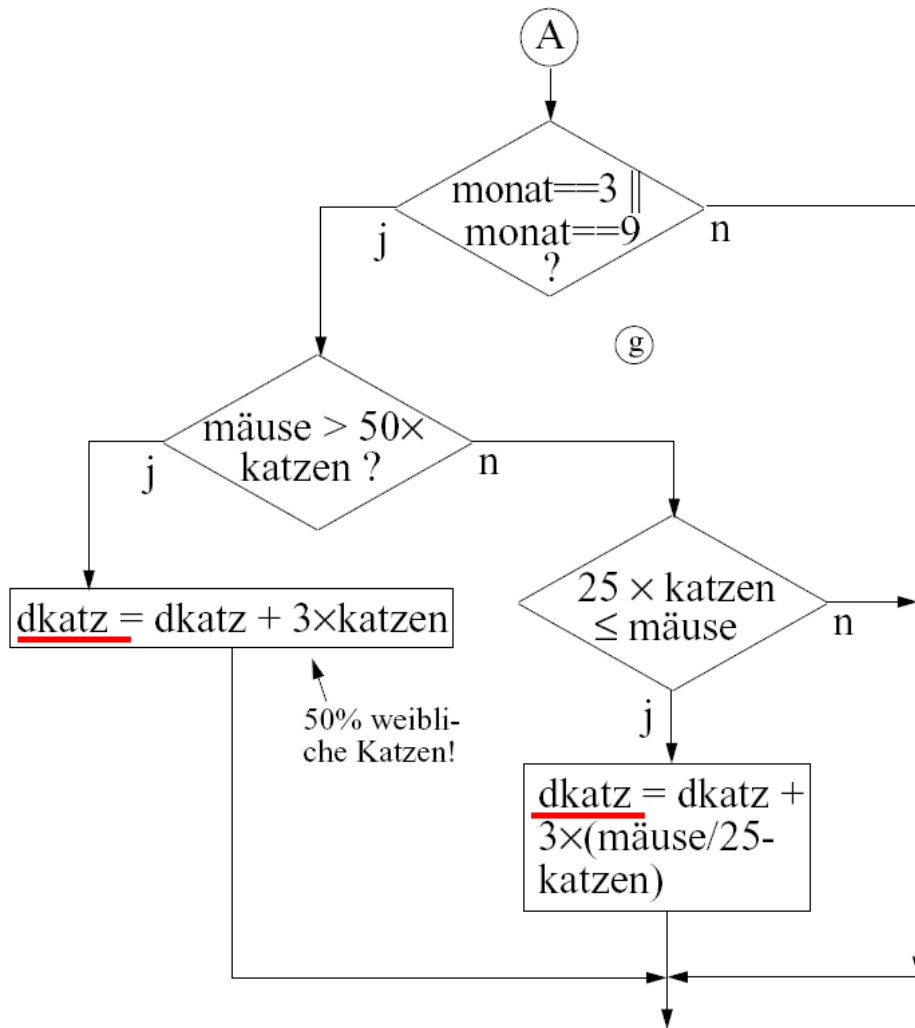 A
monat==3 ||
monat==9
?
j
n
g
mäuse > 50×
katzen ?
j
n
25 × katzen
≤ mäuse
n
j
dkatz = dkatz + 3×katzen
50% weibli-
che Katzen!
dkatz = dkatz +
3×(mäuse/25-
katzen)